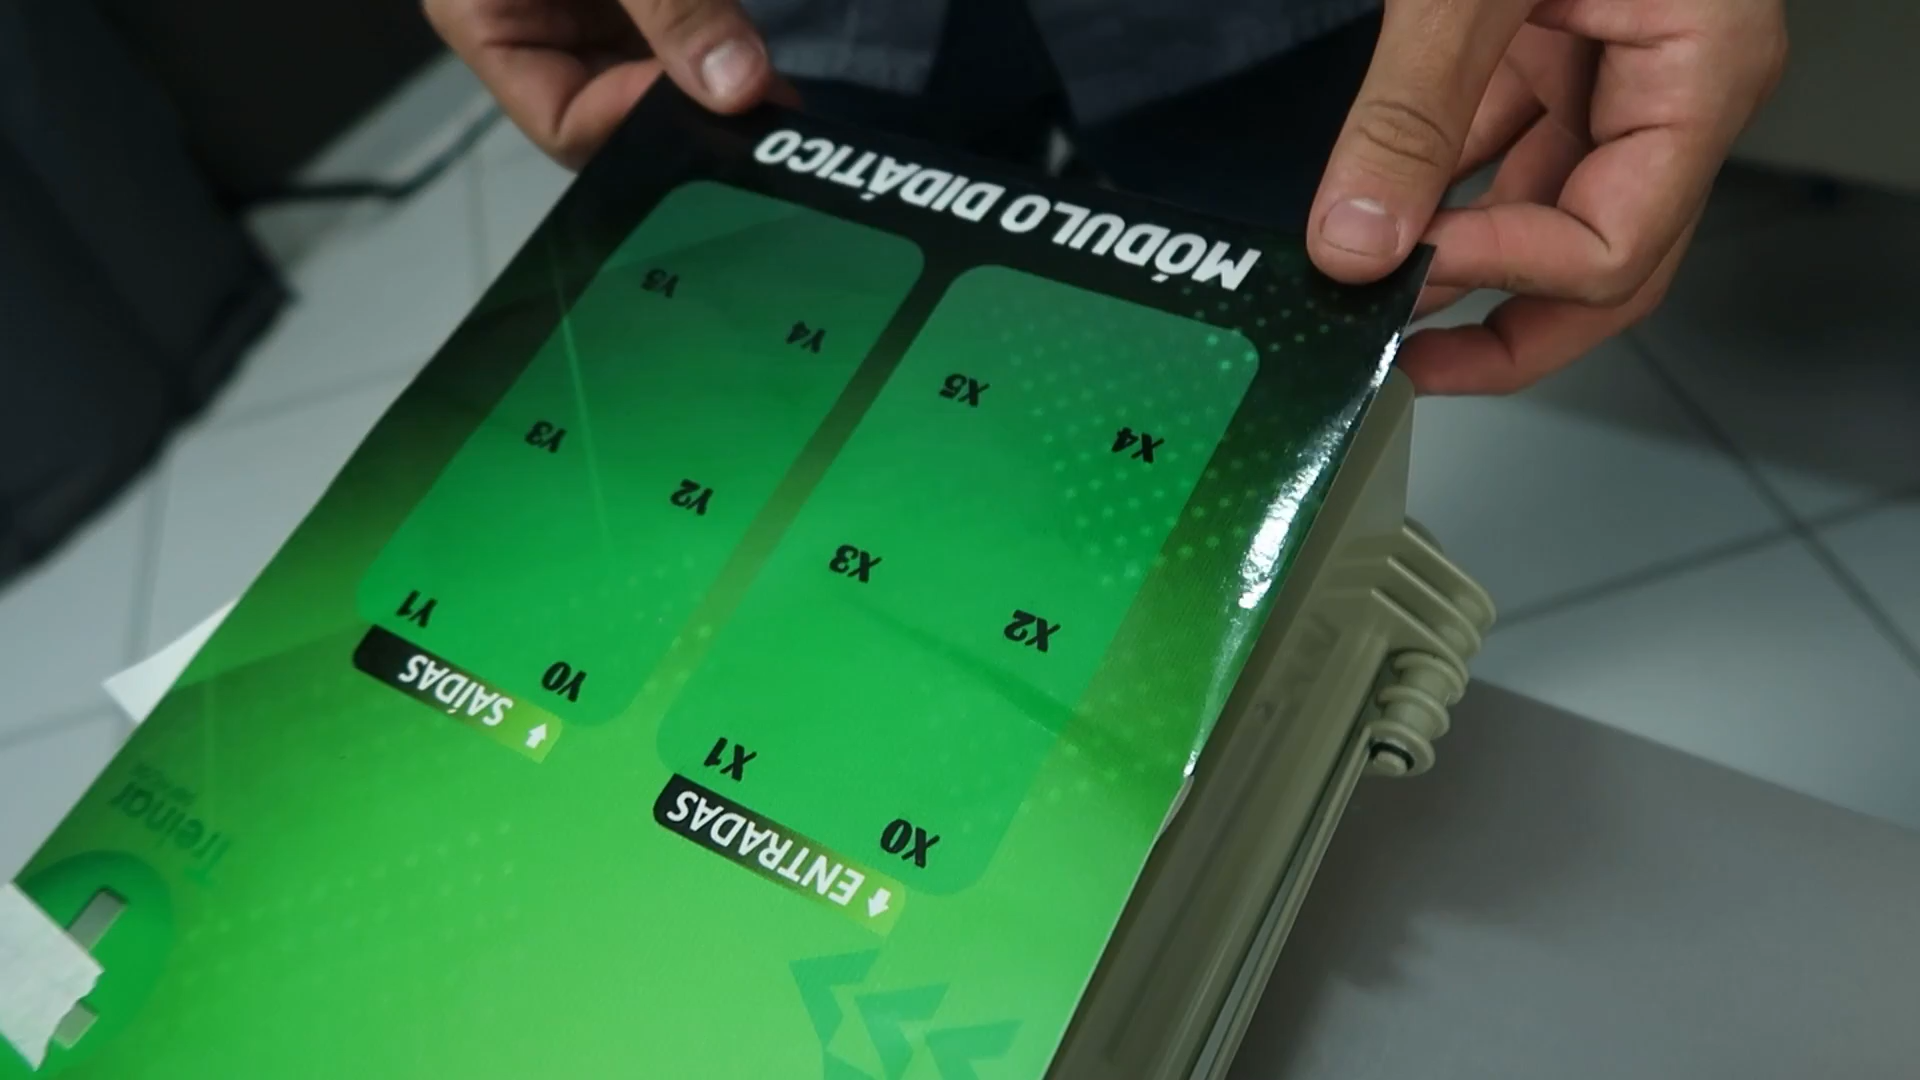 Treinar
ENTRADAS
X0 X1
X2 X3
X4 X5
SAÍDAS
Y0 Y1
Y2 Y3
Y4 Y5
MÓDULO DIDÁTICO